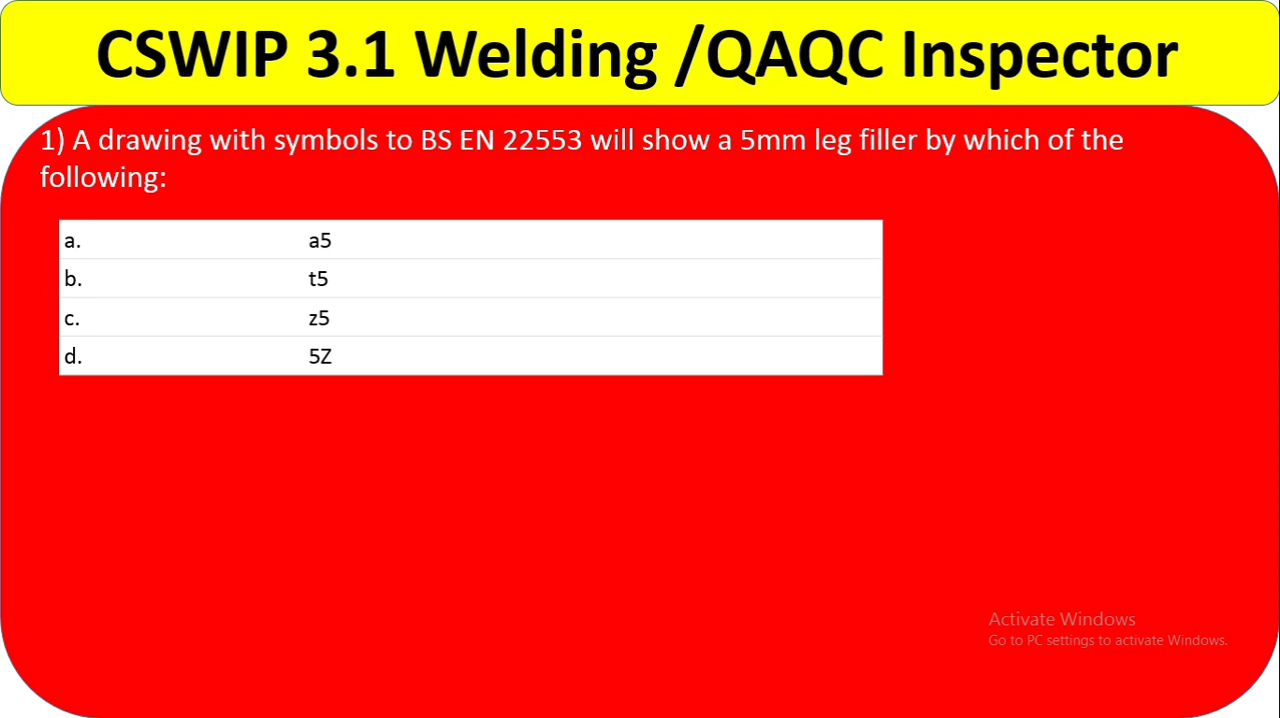 CSWIP 3.1 Welding /QAQC Inspector
1) A drawing with symbols to BS EN 22553 will show a 5mm leg filler by which of the
following:
a. a5
b. t5
c. z5
d. 5Z
Activate Windows
Go to PC settings to activate Windows.